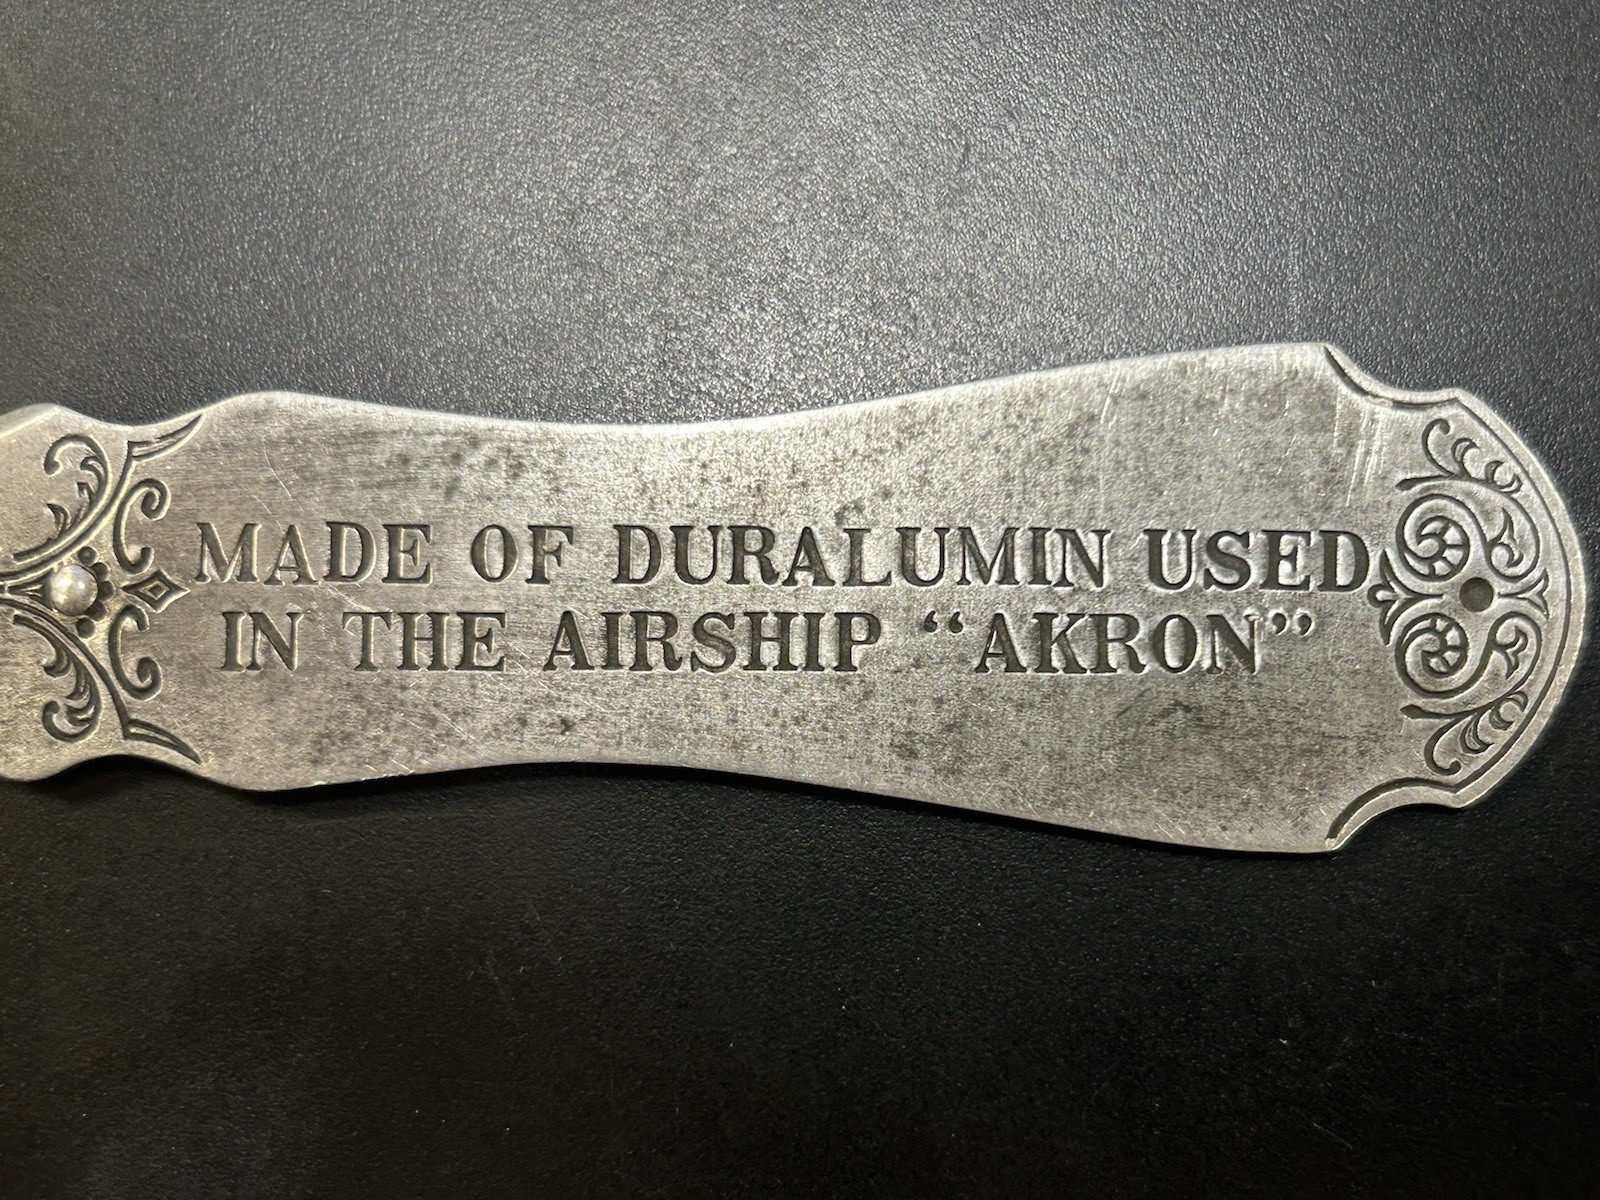 MADE OF DURALUMIN USED
IN THE AIRSHIP “AKRON”